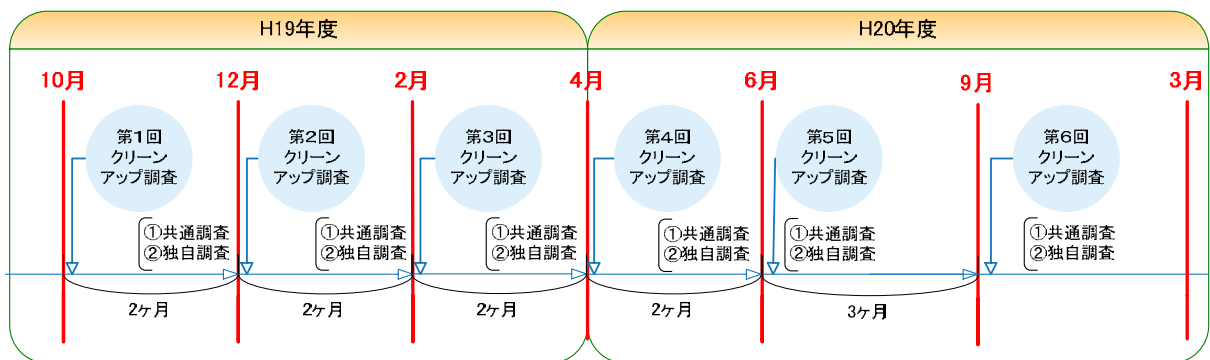 H19年度
H20年度
10月
12月
2月
4月
6月
9月
3月
第1回
クリーン
アップ調査
第2回
クリーン
アップ調査
第3回
クリーン
アップ調査
第4回
クリーン
アップ調査
第5回
クリーン
アップ調査
第6回
クリーン
アップ調査
①共通調査
②独自調査
①共通調査
②独自調査
①共通調査
②独自調査
①共通調査
②独自調査
①共通調査
②独自調査
①共通調査
②独自調査
2ヶ月
2ヶ月
2ヶ月
2ヶ月
3ヶ月